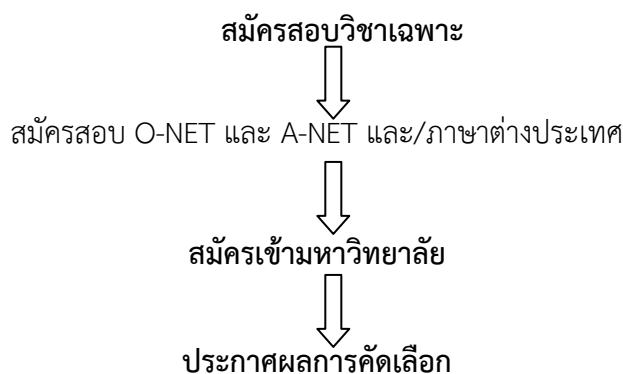 สมัครสอบวิชาเฉพาะ
สมัครสอบ O-NET และ A-NET และ/ภาษาต่างประเทศ
สมัครเข้ามหาวิทยาลัย
ประกาศผลการคัดเลือก